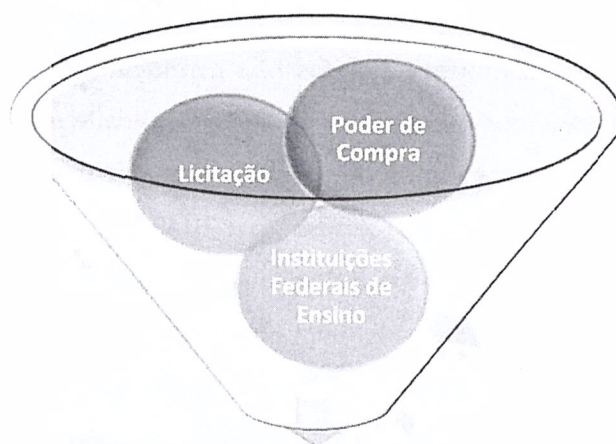 Poder de
Compra
Licitação
Instituições
Federais de
Ensino